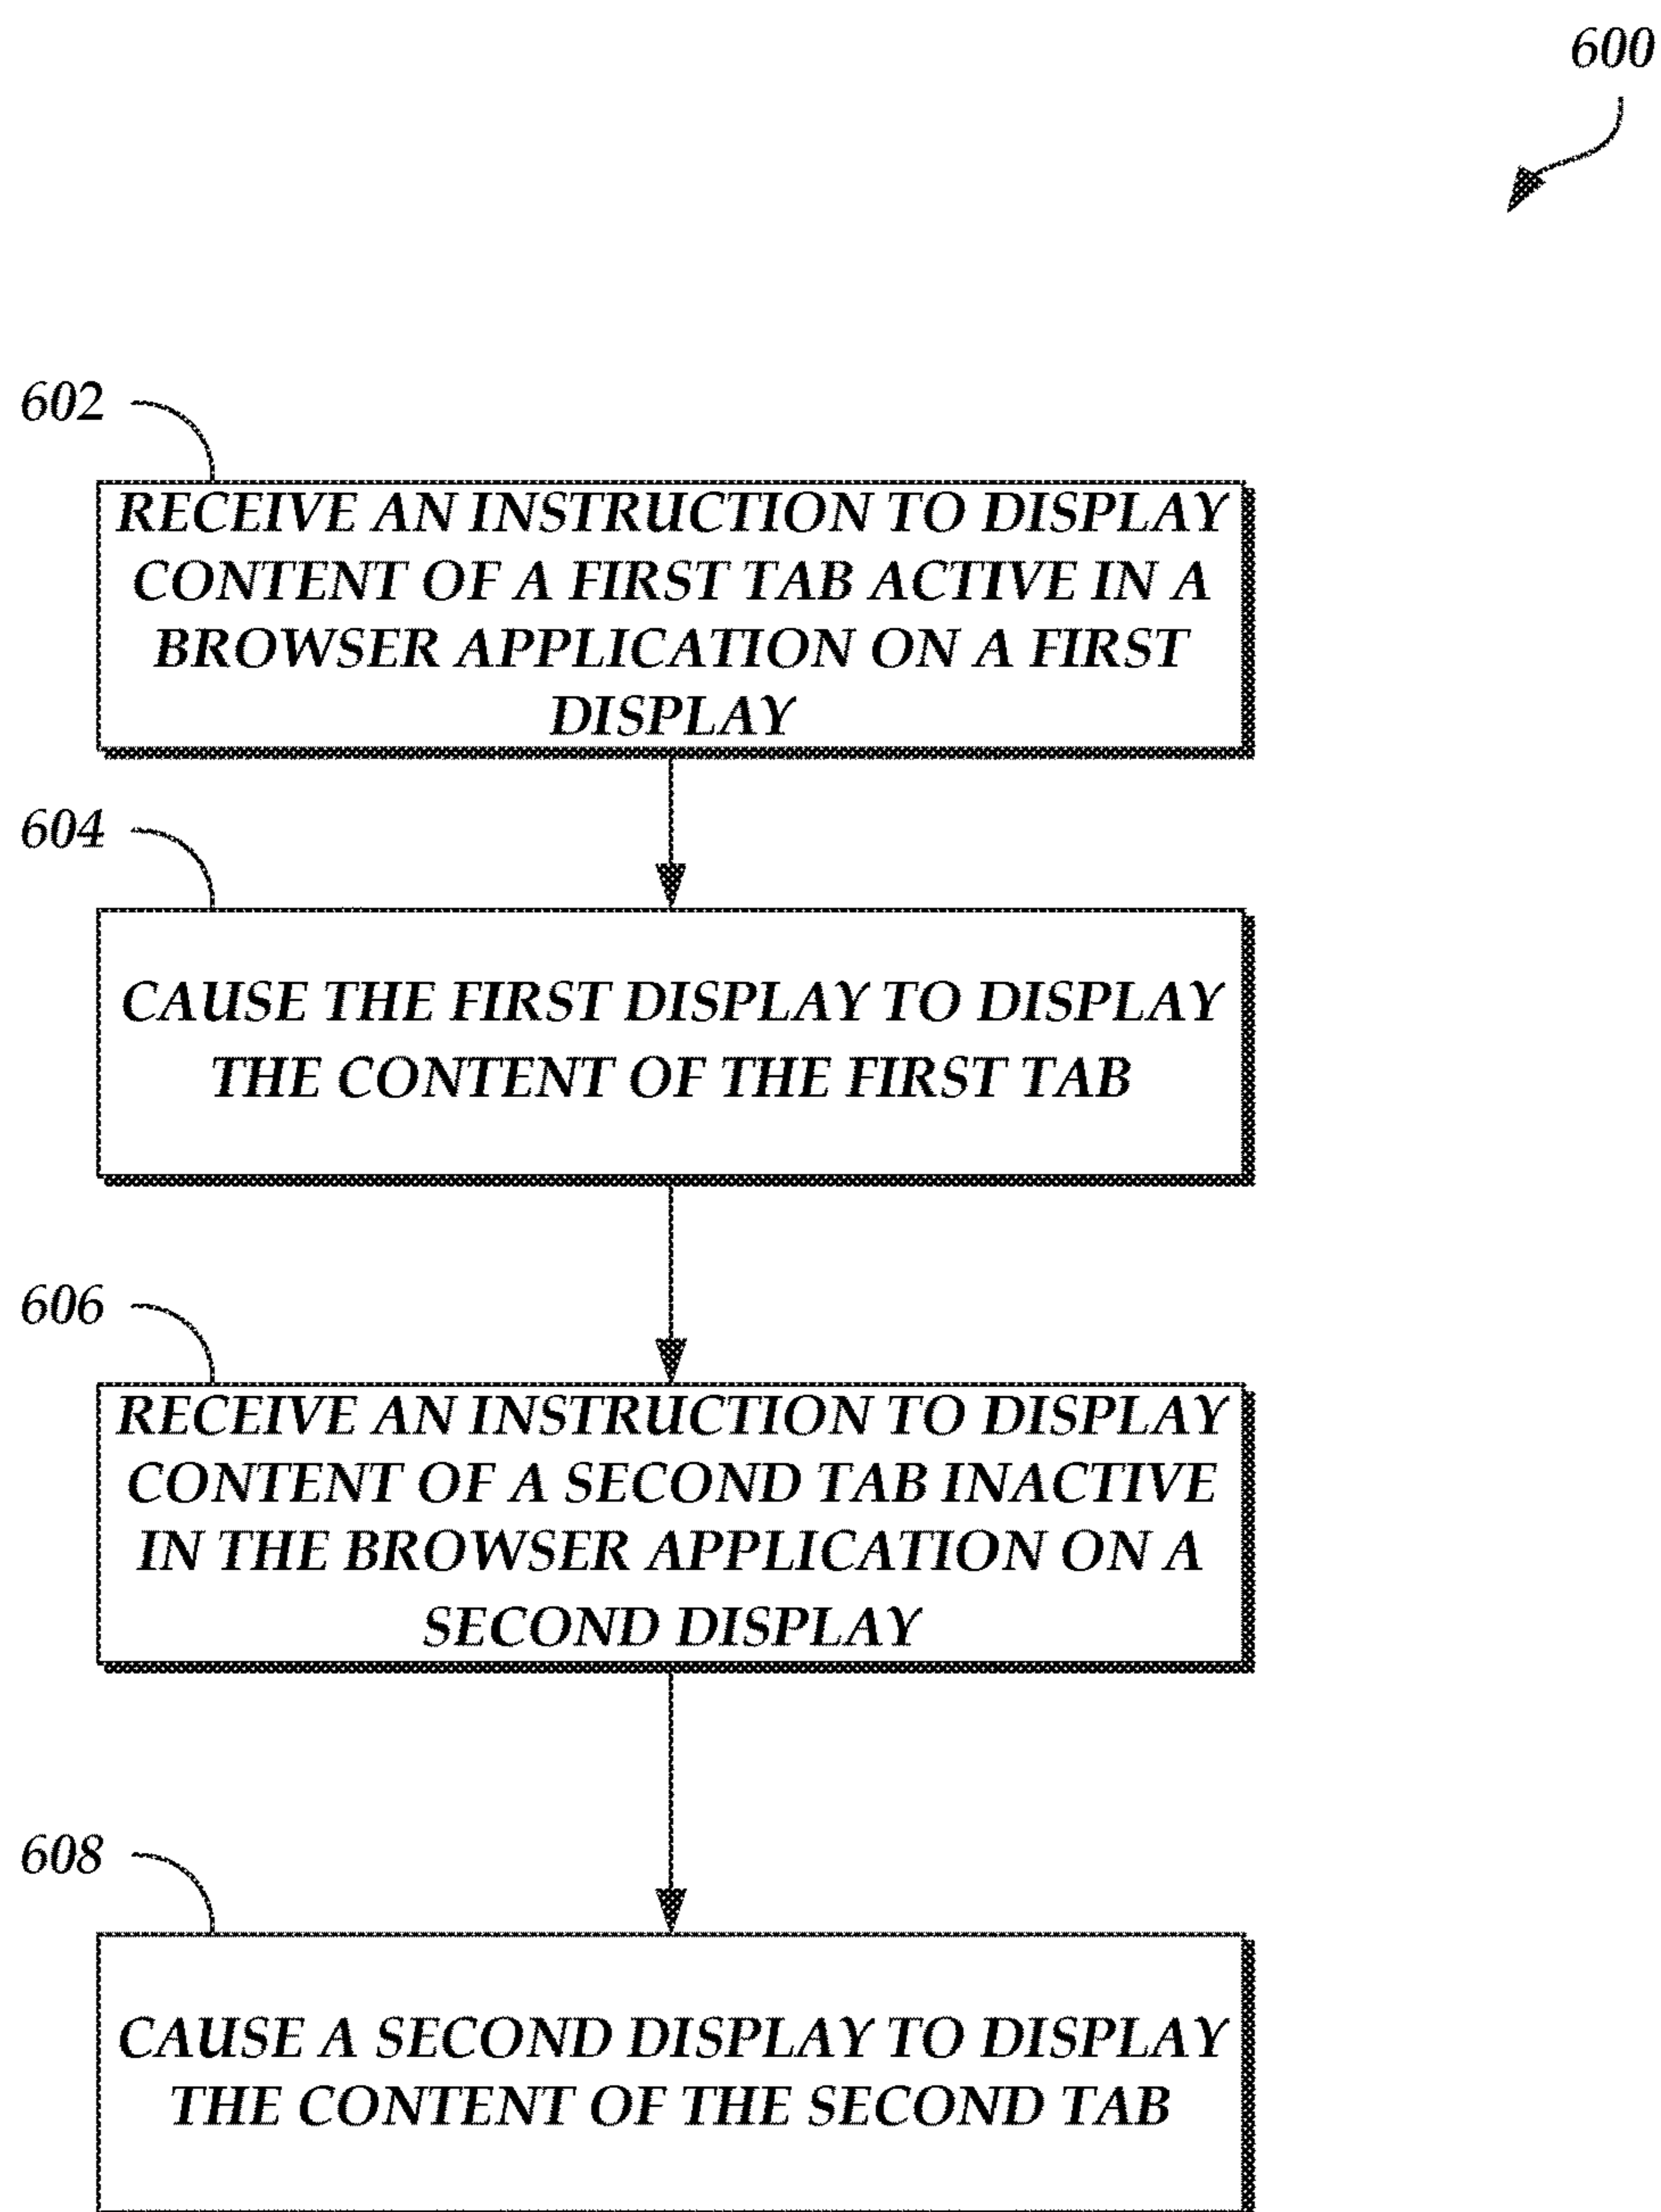 600
602
RECEIVE AN INSTRUCTION TO DISPLAY
CONTENT OF A FIRST TAB ACTIVE IN A
BROWSER APPLICATION ON A FIRST
DISPLAY
604
CAUSE THE FIRST DISPLAY TO DISPLAY
THE CONTENT OF THE FIRST TAB
606
RECEIVE AN INSTRUCTION TO DISPLAY
CONTENT OF A SECOND TAB INACTIVE
IN THE BROWSER APPLICATION ON A
SECOND DISPLAY
608
CAUSE A SECOND DISPLAY TO DISPLAY
THE CONTENT OF THE SECOND TAB